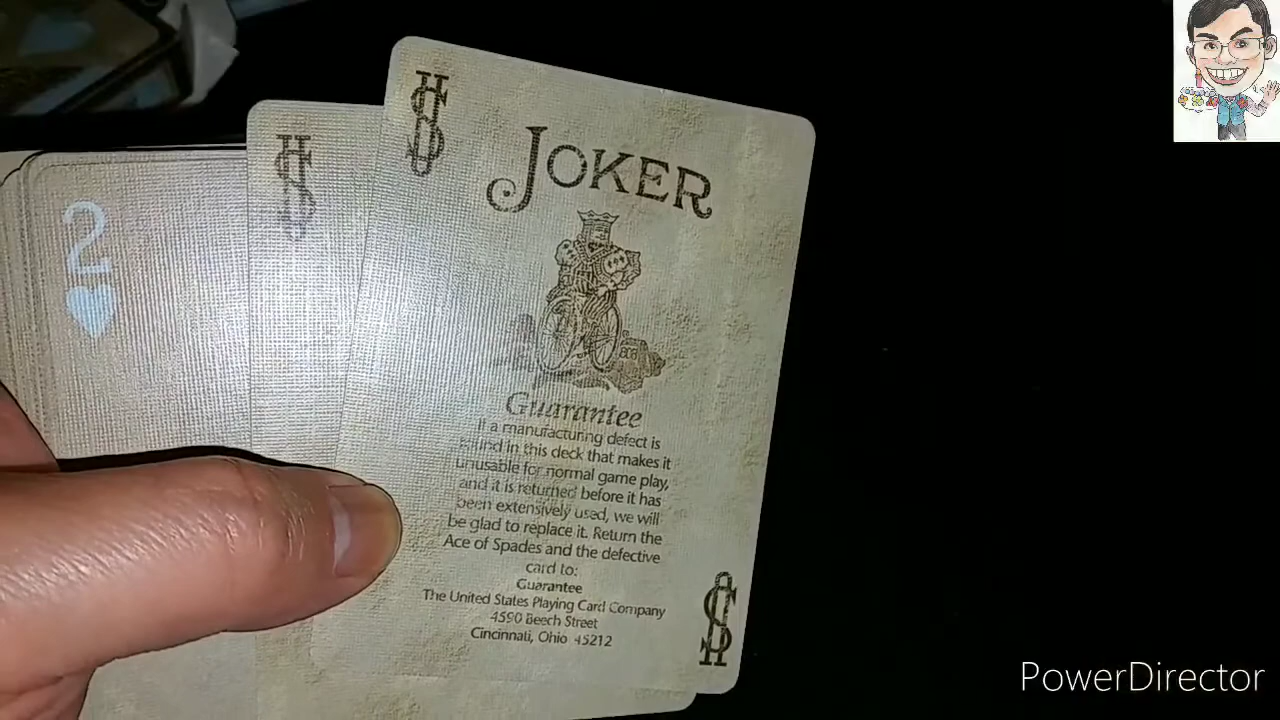 2
JOKER
808
Guarantee
If a manufacturing defect is
found in this deck that makes it
unusable for normal game play,
and it is returned before it has
been extensively used, we will
be glad to replace it. Return the
Ace of Spades and the defective
card to:
Guarantee
The United States Playing Card Company
4590 Beech Street
Cincinnati, Ohio 45212
PowerDirector